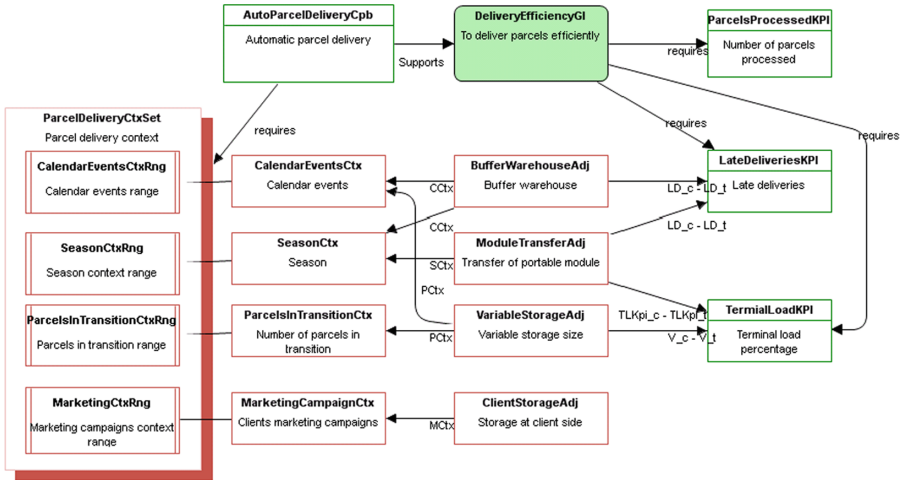 AutoParcelDeliveryCpb
Automatic parcel delivery
Supports
DeliveryEfficiencyGl
To deliver parcels efficiently
requires
ParcelsProcessedKPI
Number of parcels
processed
requires
requires
requires
ParcelDeliveryCtxSet
Parcel delivery context
CalendarEventsCtxRng
Calendar events range
CalendarEventsCtx
Calendar events
CCtx
BufferWarehouseAdj
Buffer warehouse
LD_c - LD_t
LateDeliveriesKPI
Late deliveries
CCtx
LD_c - LD_t
SeasonCtxRng
Season context range
SeasonCtx
Season
SCtx
ModuleTransferAdj
Transfer of portable module
PCtx
ParcelsInTransitionCtxRng
Parcels in transition range
ParcelsInTransitionCtx
Number of parcels in
transition
PCtx
VariableStorageAdj
Variable storage size
TLKpi_c - TLKpi_t
V_c - V_t
TermialLoadKPI
Terminal load
percentage
MarketingCtxRng
Marketing campaigns context
range
MarketingCampaignCtx
Clients marketing campaigns
MCtx
ClientStorageAdj
Storage at client side